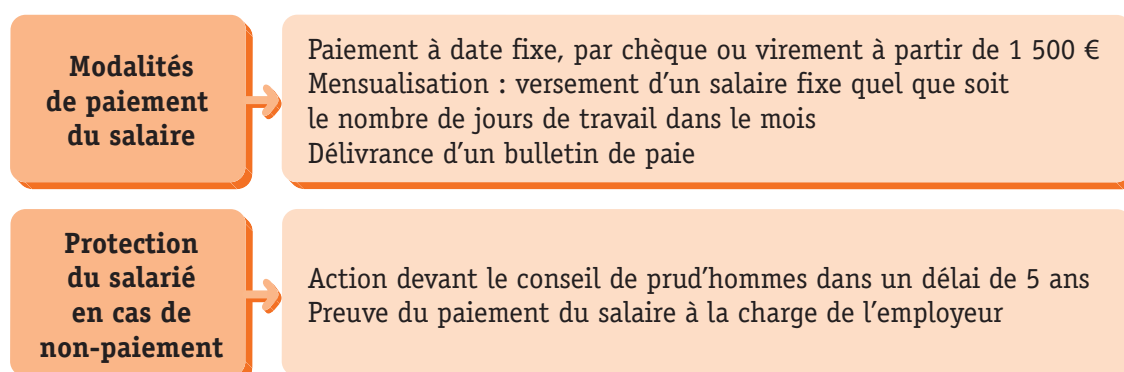 Modalités
de paiement
du salaire
Paiement à date fixe, par chèque ou virement à partir de 1 500 €
Mensualisation : versement d’un salaire fixe quel que soit
le nombre de jours de travail dans le mois
Délivrance d’un bulletin de paie
Protection
du salarié
en cas de
non-paiement
Action devant le conseil de prud’hommes dans un délai de 5 ans
Preuve du paiement du salaire à la charge de l’employeur